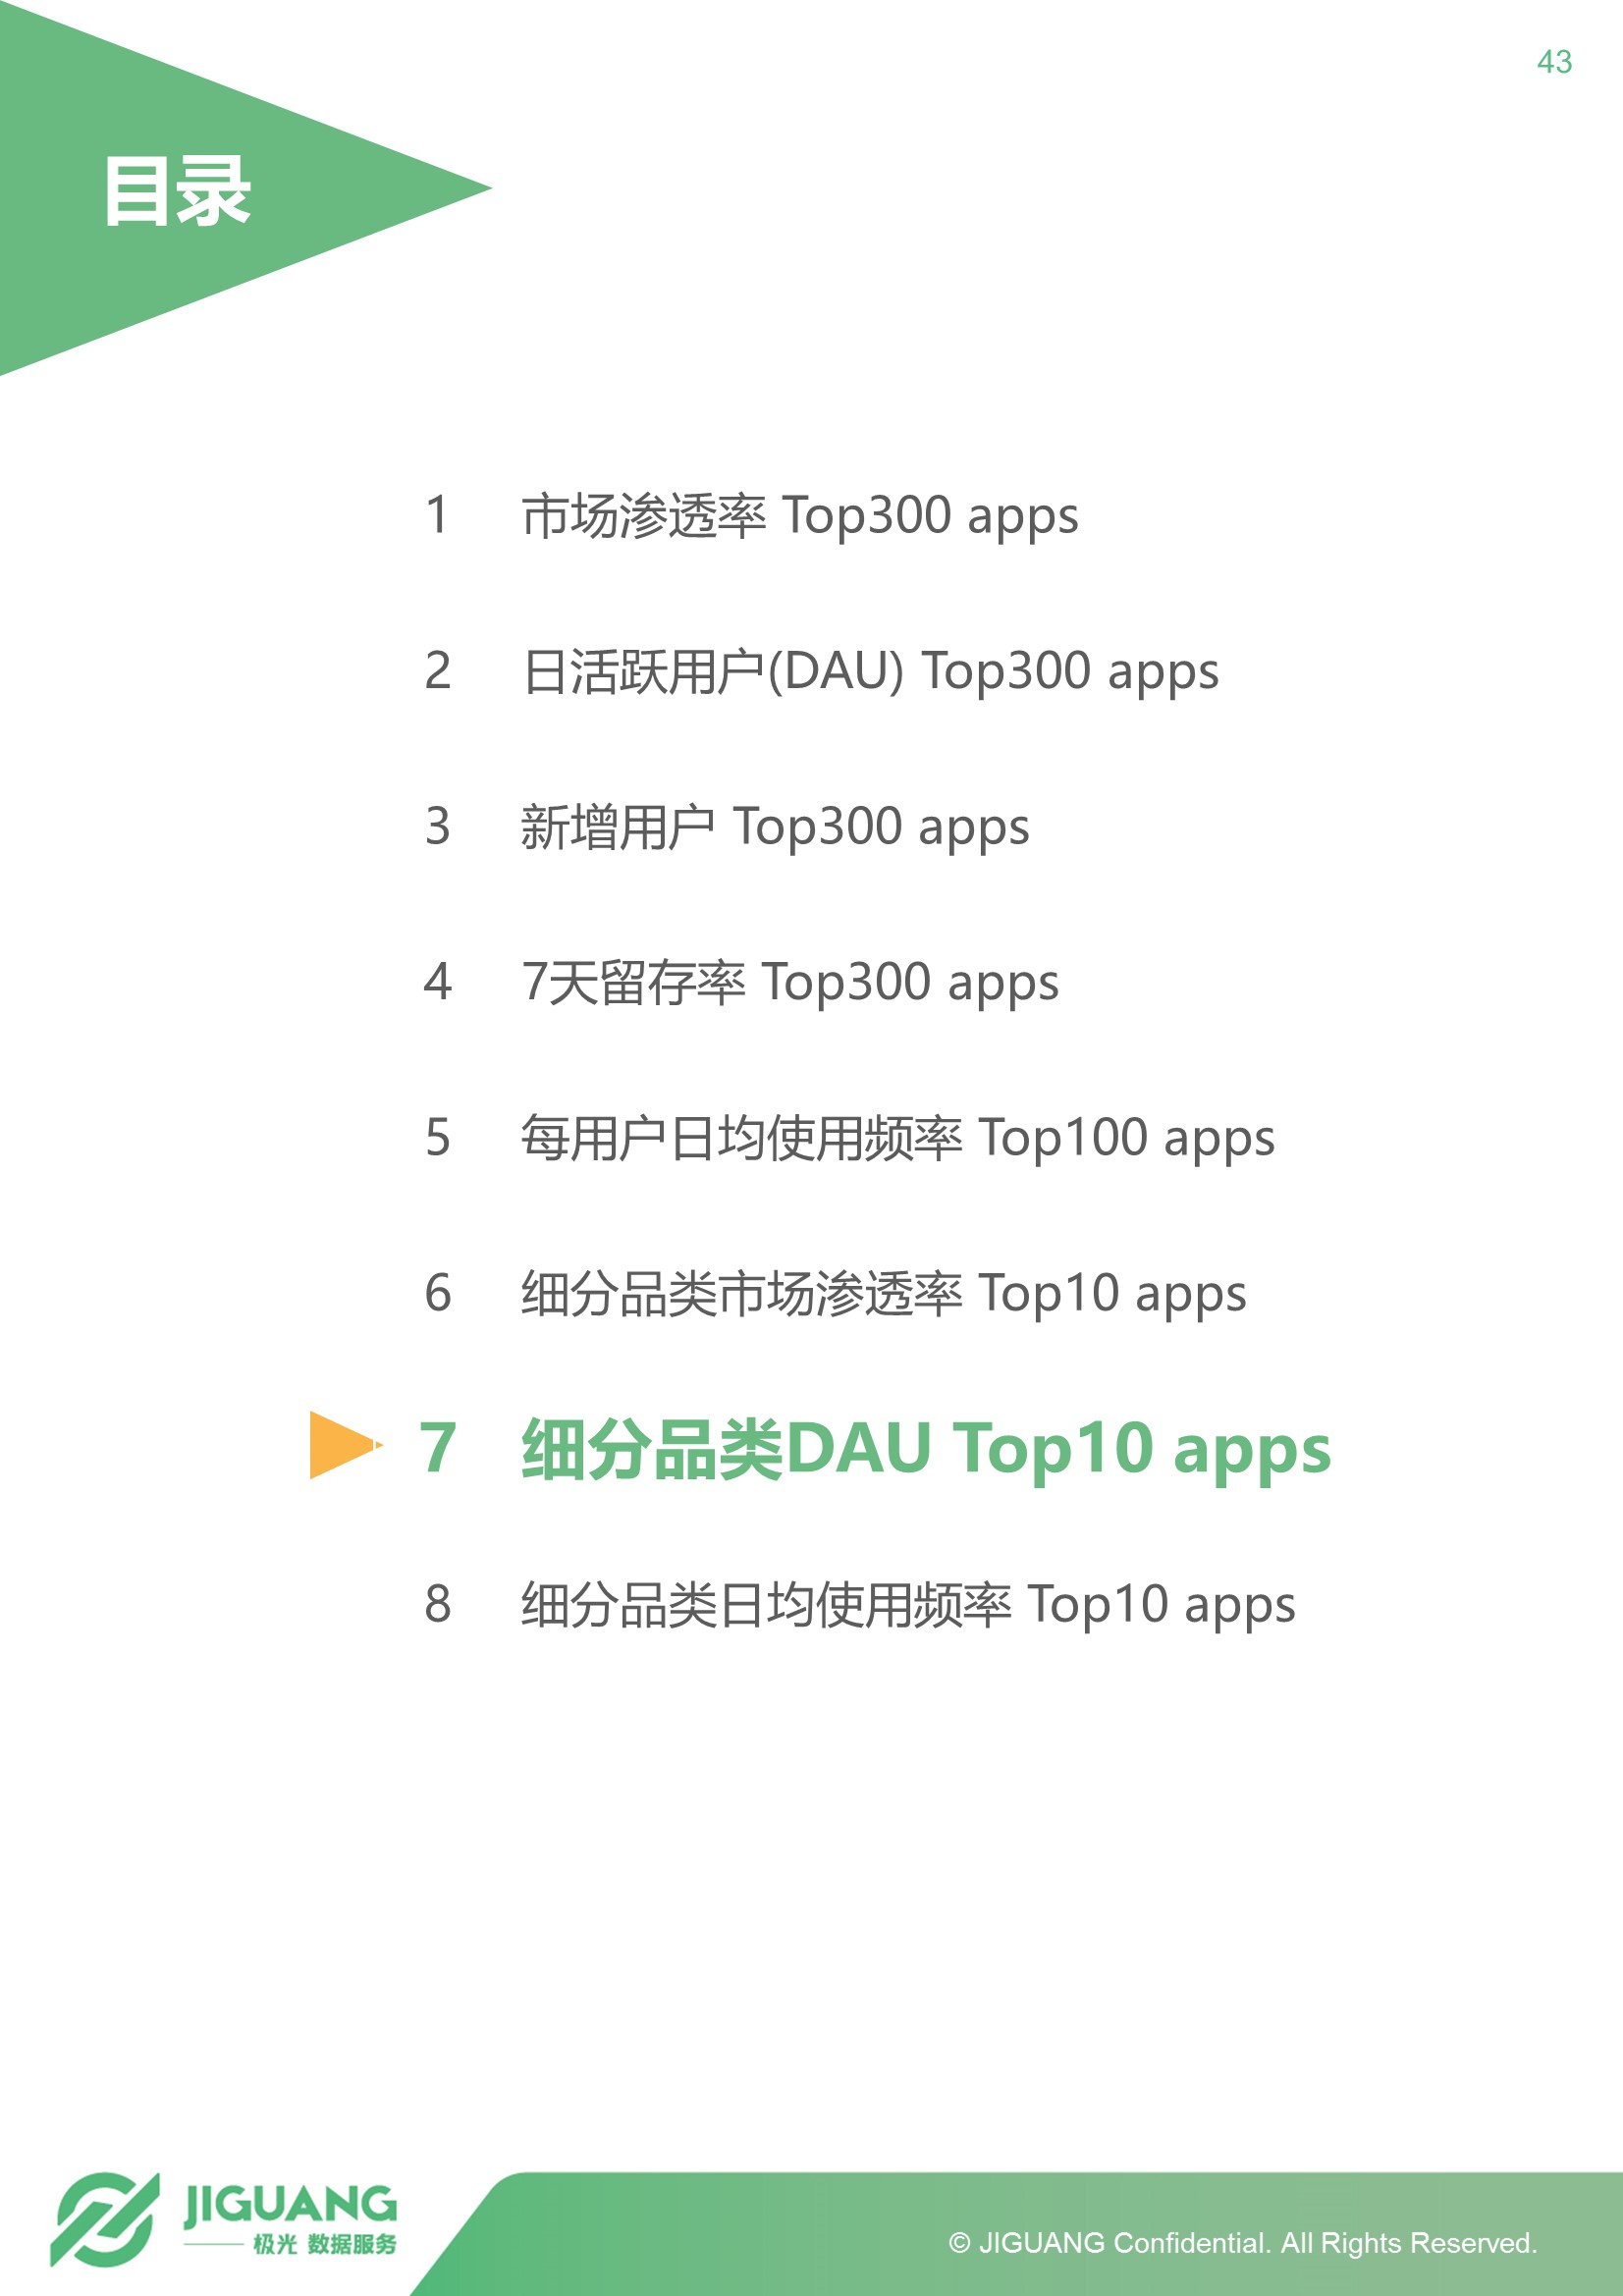 43
目录
1 市场渗透率 Top300 apps
2 日活跃用户(DAU) Top300 apps
3 新增用户 Top300 apps
4 7天留存率 Top300 apps
5 每用户日均使用频率 Top100 apps
6 细分品类市场渗透率 Top10 apps
7 细分品类DAU Top10 apps
8 细分品类日均使用频率 Top10 apps
JIGUANG
极光 数据服务
© JIGUANG Confidential. All Rights Reserved.